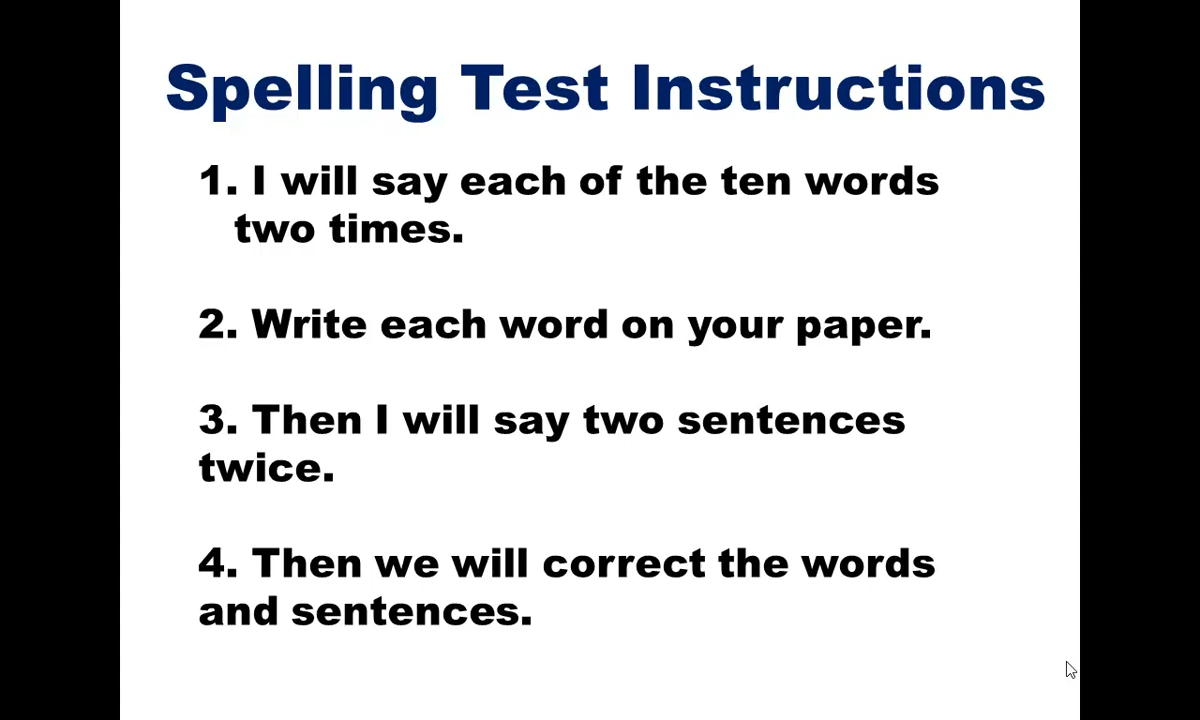 Spelling Test Instructions
1. I will say each of the ten words
two times.
2. Write each word on your paper.
3. Then I will say two sentences
twice.
4. Then we will correct the words
and sentences.